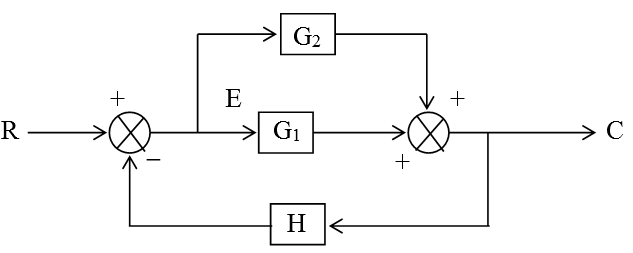 G₂
+ E +
R G₁ C
− +
H